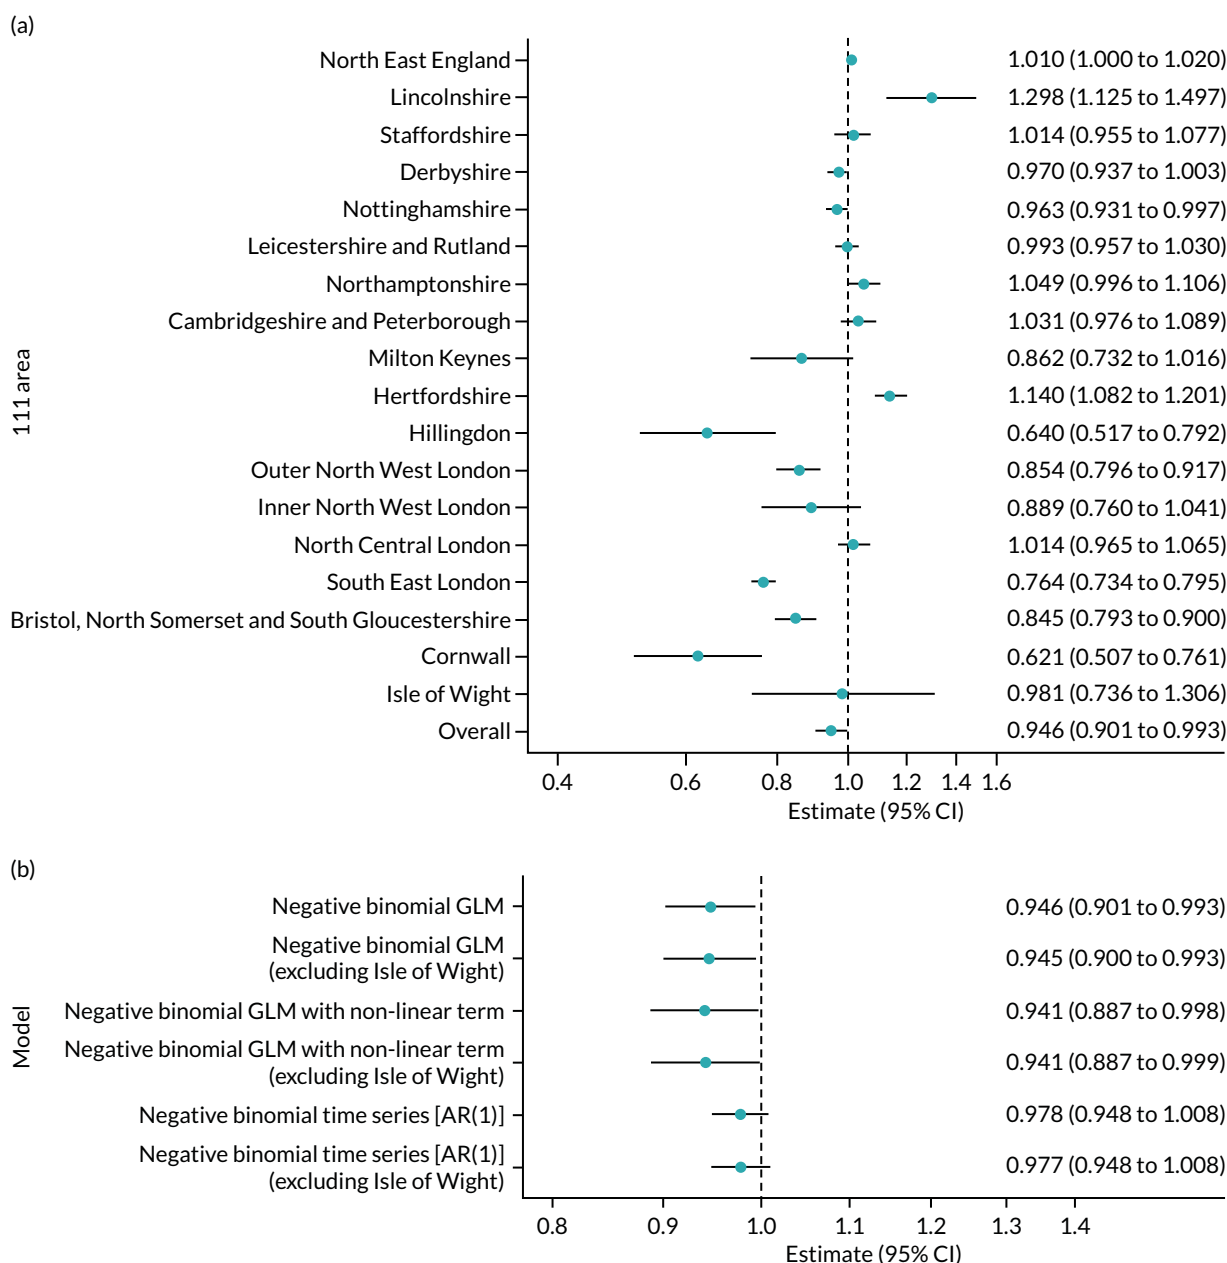 (a)
111 area
North East England 1.010 (1.000 to 1.020)
Lincolnshire 1.298 (1.125 to 1.497)
Staffordshire 1.014 (0.955 to 1.077)
Derbyshire 0.970 (0.937 to 1.003)
Nottinghamshire 0.963 (0.931 to 0.997)
Leicestershire and Rutland 0.993 (0.957 to 1.030)
Northamptonshire 1.049 (0.996 to 1.106)
Cambridgeshire and Peterborough 1.031 (0.976 to 1.089)
Milton Keynes 0.862 (0.732 to 1.016)
Hertfordshire 1.140 (1.082 to 1.201)
Hillingdon 0.640 (0.517 to 0.792)
Outer North West London 0.854 (0.796 to 0.917)
Inner North West London 0.889 (0.760 to 1.041)
North Central London 1.014 (0.965 to 1.065)
South East London 0.764 (0.734 to 0.795)
Bristol, North Somerset and South Gloucestershire 0.845 (0.793 to 0.900)
Cornwall 0.621 (0.507 to 0.761)
Isle of Wight 0.981 (0.736 to 1.306)
Overall 0.946 (0.901 to 0.993)
0.4 0.6 0.8 1.0 1.2 1.4 1.6
Estimate (95% CI)
(b)
Model
Negative binomial GLM 0.946 (0.901 to 0.993)
Negative binomial GLM
(excluding Isle of Wight) 0.945 (0.900 to 0.993)
Negative binomial GLM with non-linear term 0.941 (0.887 to 0.998)
Negative binomial GLM with non-linear term
(excluding Isle of Wight) 0.941 (0.887 to 0.999)
Negative binomial time series [AR(1)] 0.978 (0.948 to 1.008)
Negative binomial time series [AR(1)]
(excluding Isle of Wight) 0.977 (0.948 to 1.008)
0.8 0.9 1.0 1.1 1.2 1.3 1.4
Estimate (95% CI)